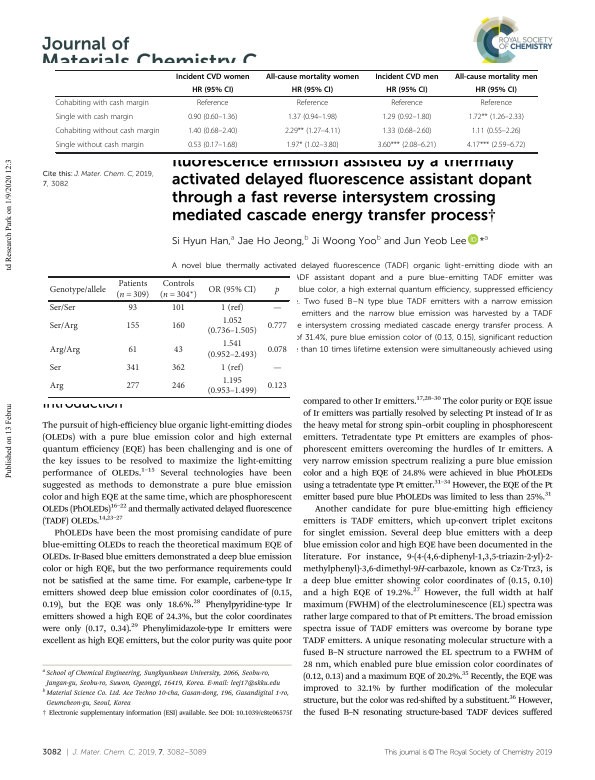 Journal of
Materials Chemistry C
ROYAL SOCIETY
OF CHEMISTRY
Incident CVD women All-cause mortality women Incident CVD men All-cause mortality men
HR (95% CI) HR (95% CI) HR (95% CI) HR (95% CI)
Cohabiting with cash margin Reference Reference Reference Reference
Single with cash margin 0.90 (0.60–1.36) 1.37 (0.94–1.98) 1.29 (0.92–1.80) 1.72** (1.26–2.33)
Cohabiting without cash margin 1.40 (0.68–2.40) 2.29** (1.27–4.11) 1.33 (0.68–2.60) 1.11 (0.55–2.26)
Single without cash margin 0.53 (0.17–1.68) 1.97* (1.02–3.80) 3.60*** (2.08–6.21) 4.17*** (2.59–6.72)
Cite this: J. Mater. Chem. C, 2019,
7, 3082
fluorescence emission assisted by a thermally
activated delayed fluorescence assistant dopant
through a fast reverse intersystem crossing
mediated cascade energy transfer process†
Si Hyun Han,a Jae Ho Jeong,b Ji Woong Yoob and Jun Yeob Lee *a
A novel blue thermally activated delayed fluorescence (TADF) organic light-emitting diode with an
ADF assistant dopant and a pure blue-emitting TADF emitter was
blue color, a high external quantum efficiency, suppressed efficiency
. Two fused B–N type blue TADF emitters with a narrow emission
emitters and the narrow blue emission was harvested by a TADF
e intersystem crossing mediated cascade energy transfer process. A
of 31.4%, pure blue emission color of (0.13, 0.15), significant reduction
than 10 times lifetime extension were simultaneously achieved using
Genotype/allele Patients (n = 309) Controls (n = 304*) OR (95% CI) p
Ser/Ser 93 101 1 (ref) —
Ser/Arg 155 160 1.052 (0.736–1.505) 0.777
Arg/Arg 61 43 1.541 (0.952–2.493) 0.078
Ser 341 362 1 (ref) —
Arg 277 246 1.195 (0.953–1.499) 0.123
Introduction
The pursuit of high-efficiency blue organic light-emitting diodes
(OLEDs) with a pure blue emission color and high external
quantum efficiency (EQE) has been challenging and is one of
the key issues to be resolved to maximize the light-emitting
performance of OLEDs.1–15 Several technologies have been
suggested as methods to demonstrate a pure blue emission
color and high EQE at the same time, which are phosphorescent
OLEDs (PhOLEDs)16–22 and thermally activated delayed fluorescence
(TADF) OLEDs.14,23–27
PhOLEDs have been the most promising candidate of pure
blue-emitting OLEDs to reach the theoretical maximum EQE of
OLEDs. Ir-Based blue emitters demonstrated a deep blue emission
color or high EQE, but the two performance requirements could
not be satisfied at the same time. For example, carbene-type Ir
emitters showed deep blue emission color coordinates of (0.15,
0.19), but the EQE was only 18.6%.28 Phenylpyridine-type Ir
emitters showed a high EQE of 24.3%, but the color coordinates
were only (0.17, 0.34).29 Phenylimidazole-type Ir emitters were
excellent as high EQE emitters, but the color purity was quite poor
compared to other Ir emitters.17,28–30 The color purity or EQE issue
of Ir emitters was partially resolved by selecting Pt instead of Ir as
the heavy metal for strong spin–orbit coupling in phosphorescent
emitters. Tetradentate type Pt emitters are examples of phos-
phorescent emitters overcoming the hurdles of Ir emitters. A
very narrow emission spectrum realizing a pure blue emission
color and a high EQE of 24.8% were achieved in blue PhOLEDs
using a tetradentate type Pt emitter.31–34 However, the EQE of the Pt
emitter based pure blue PhOLEDs was limited to less than 25%.31
Another candidate for pure blue-emitting high efficiency
emitters is TADF emitters, which up-convert triplet excitons
for singlet emission. Several deep blue emitters with a deep
blue emission color and high EQE have been documented in the
literature. For instance, 9-(4-(4,6-diphenyl-1,3,5-triazin-2-yl)-2-
methylphenyl)-3,6-dimethyl-9H-carbazole, known as Cz-Trz3, is
a deep blue emitter showing color coordinates of (0.15, 0.10)
and a high EQE of 19.2%.27 However, the full width at half
maximum (FWHM) of the electroluminescence (EL) spectra was
rather large compared to that of Pt emitters. The broad emission
spectra issue of TADF emitters was overcome by borane type
TADF emitters. A unique resonating molecular structure with a
fused B–N structure narrowed the EL spectrum to a FWHM of
28 nm, which enabled pure blue emission color coordinates of
(0.12, 0.13) and a maximum EQE of 20.2%.35 Recently, the EQE was
improved to 32.1% by further modification of the molecular
structure, but the color was red-shifted by a substituent.36 However,
the fused B–N resonating structure-based TADF devices suffered
a School of Chemical Engineering, Sungkyunkwan University, 2066, Seobu-ro,
Jangan-gu, Seobu-ro, Suwon, Gyeonggi, 16419, Korea. E-mail: leej17@skku.edu
b Material Science Co. Ltd. Ace Techno 10-cha, Gasan-dong, 196, Gasandigital 1-ro,
Geumcheon-gu, Seoul, Korea
† Electronic supplementary information (ESI) available. See DOI: 10.1039/c8tc06575f
3082 | J. Mater. Chem. C, 2019, 7, 3082–3089
This journal is © The Royal Society of Chemistry 2019
Published on 13 Februa
td Research Park on 1/9/2020 12:3